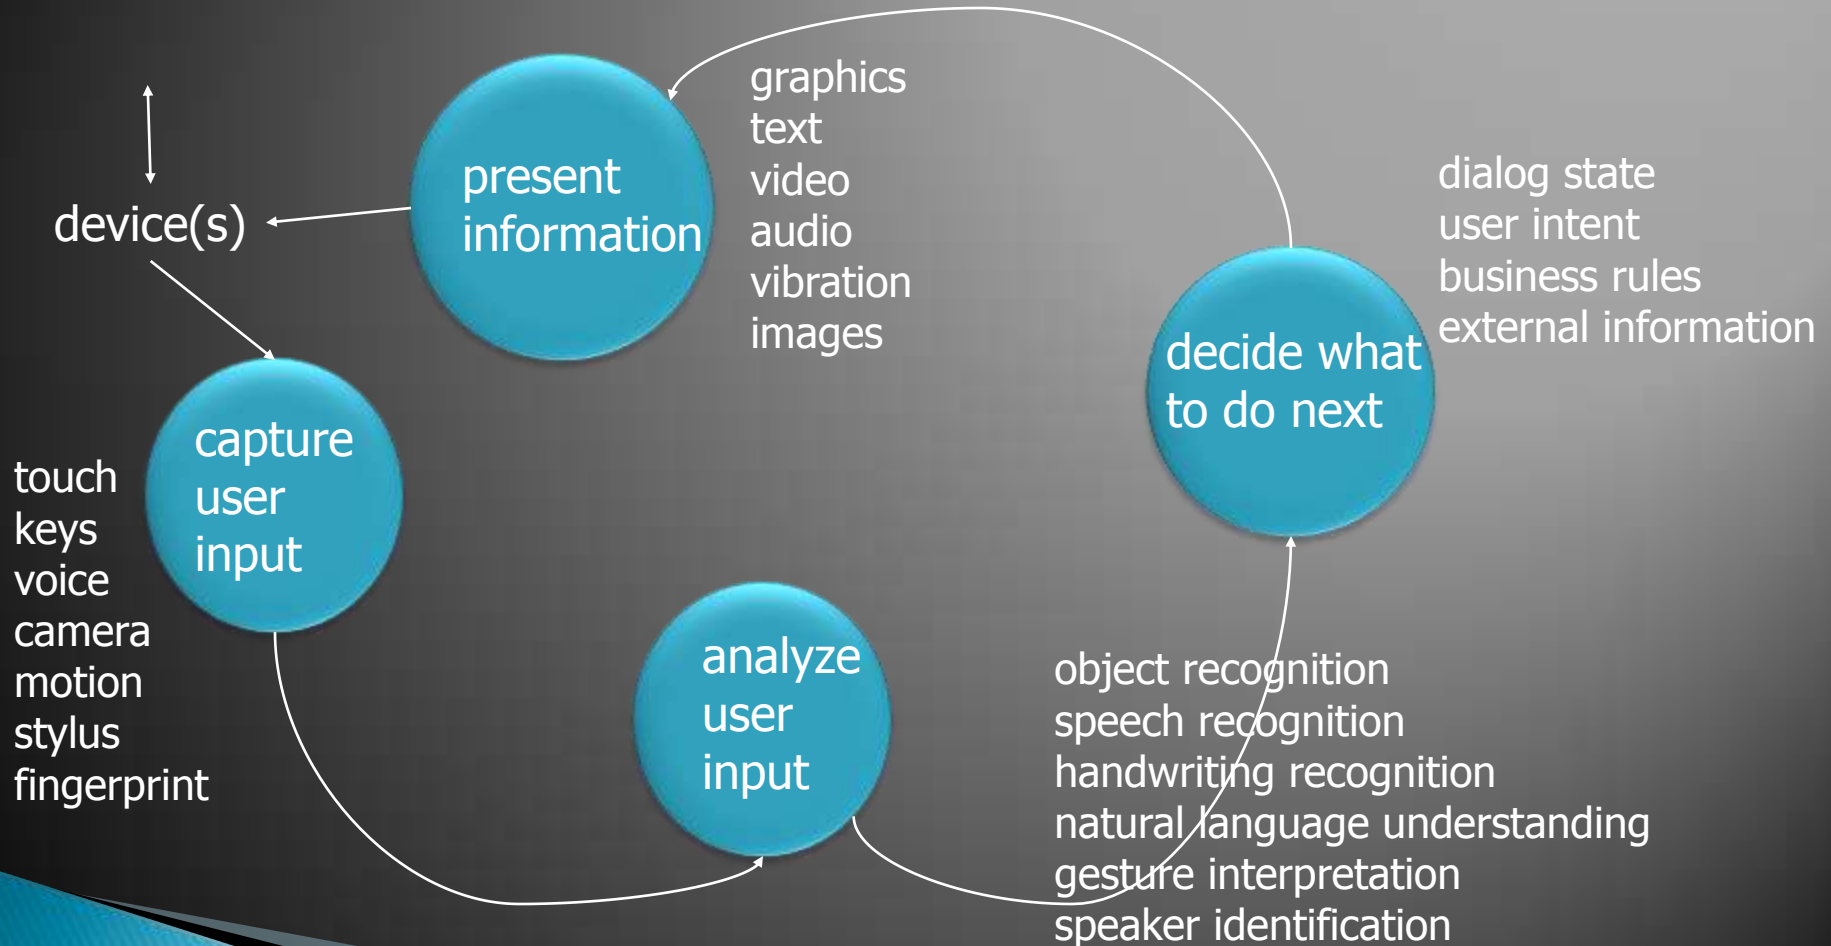 present
information
graphics
text
video
audio
vibration
images
dialog state
user intent
business rules
external information
device(s)
decide what
to do next
capture
user
input
touch
keys
voice
camera
motion
stylus
fingerprint
analyze
user
input
object recognition
speech recognition
handwriting recognition
natural language understanding
gesture interpretation
speaker identification